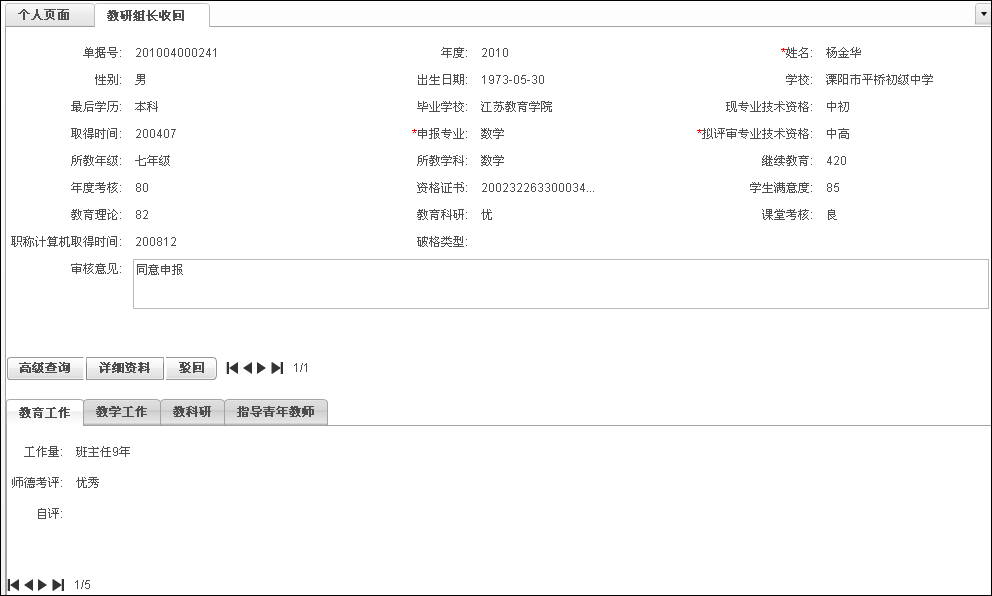 个人页面 教研组长收回
单据号: 201004000241 年度: 2010 *姓名: 杨金华
性别: 男 出生日期: 1973-05-30 学校: 溧阳市平桥初级中学
最后学历: 本科 毕业学校: 江苏教育学院 现专业技术资格: 中初
取得时间: 200407 *申报专业: 数学 *拟评审专业技术资格: 中高
所教年级: 七年级 所教学科: 数学 继续教育: 420
年度考核: 80 资格证书: 200232263300034... 学生满意度: 85
教育理论: 82 教育科研: 优 课堂考核: 良
职称计算机取得时间: 200812 破格类型:
审核意见: 同意申报
高级查询 详细资料 驳回 1/1
教育工作 教学工作 教科研 指导青年教师
工作量: 班主任9年
师德考评: 优秀
自评:
1/5